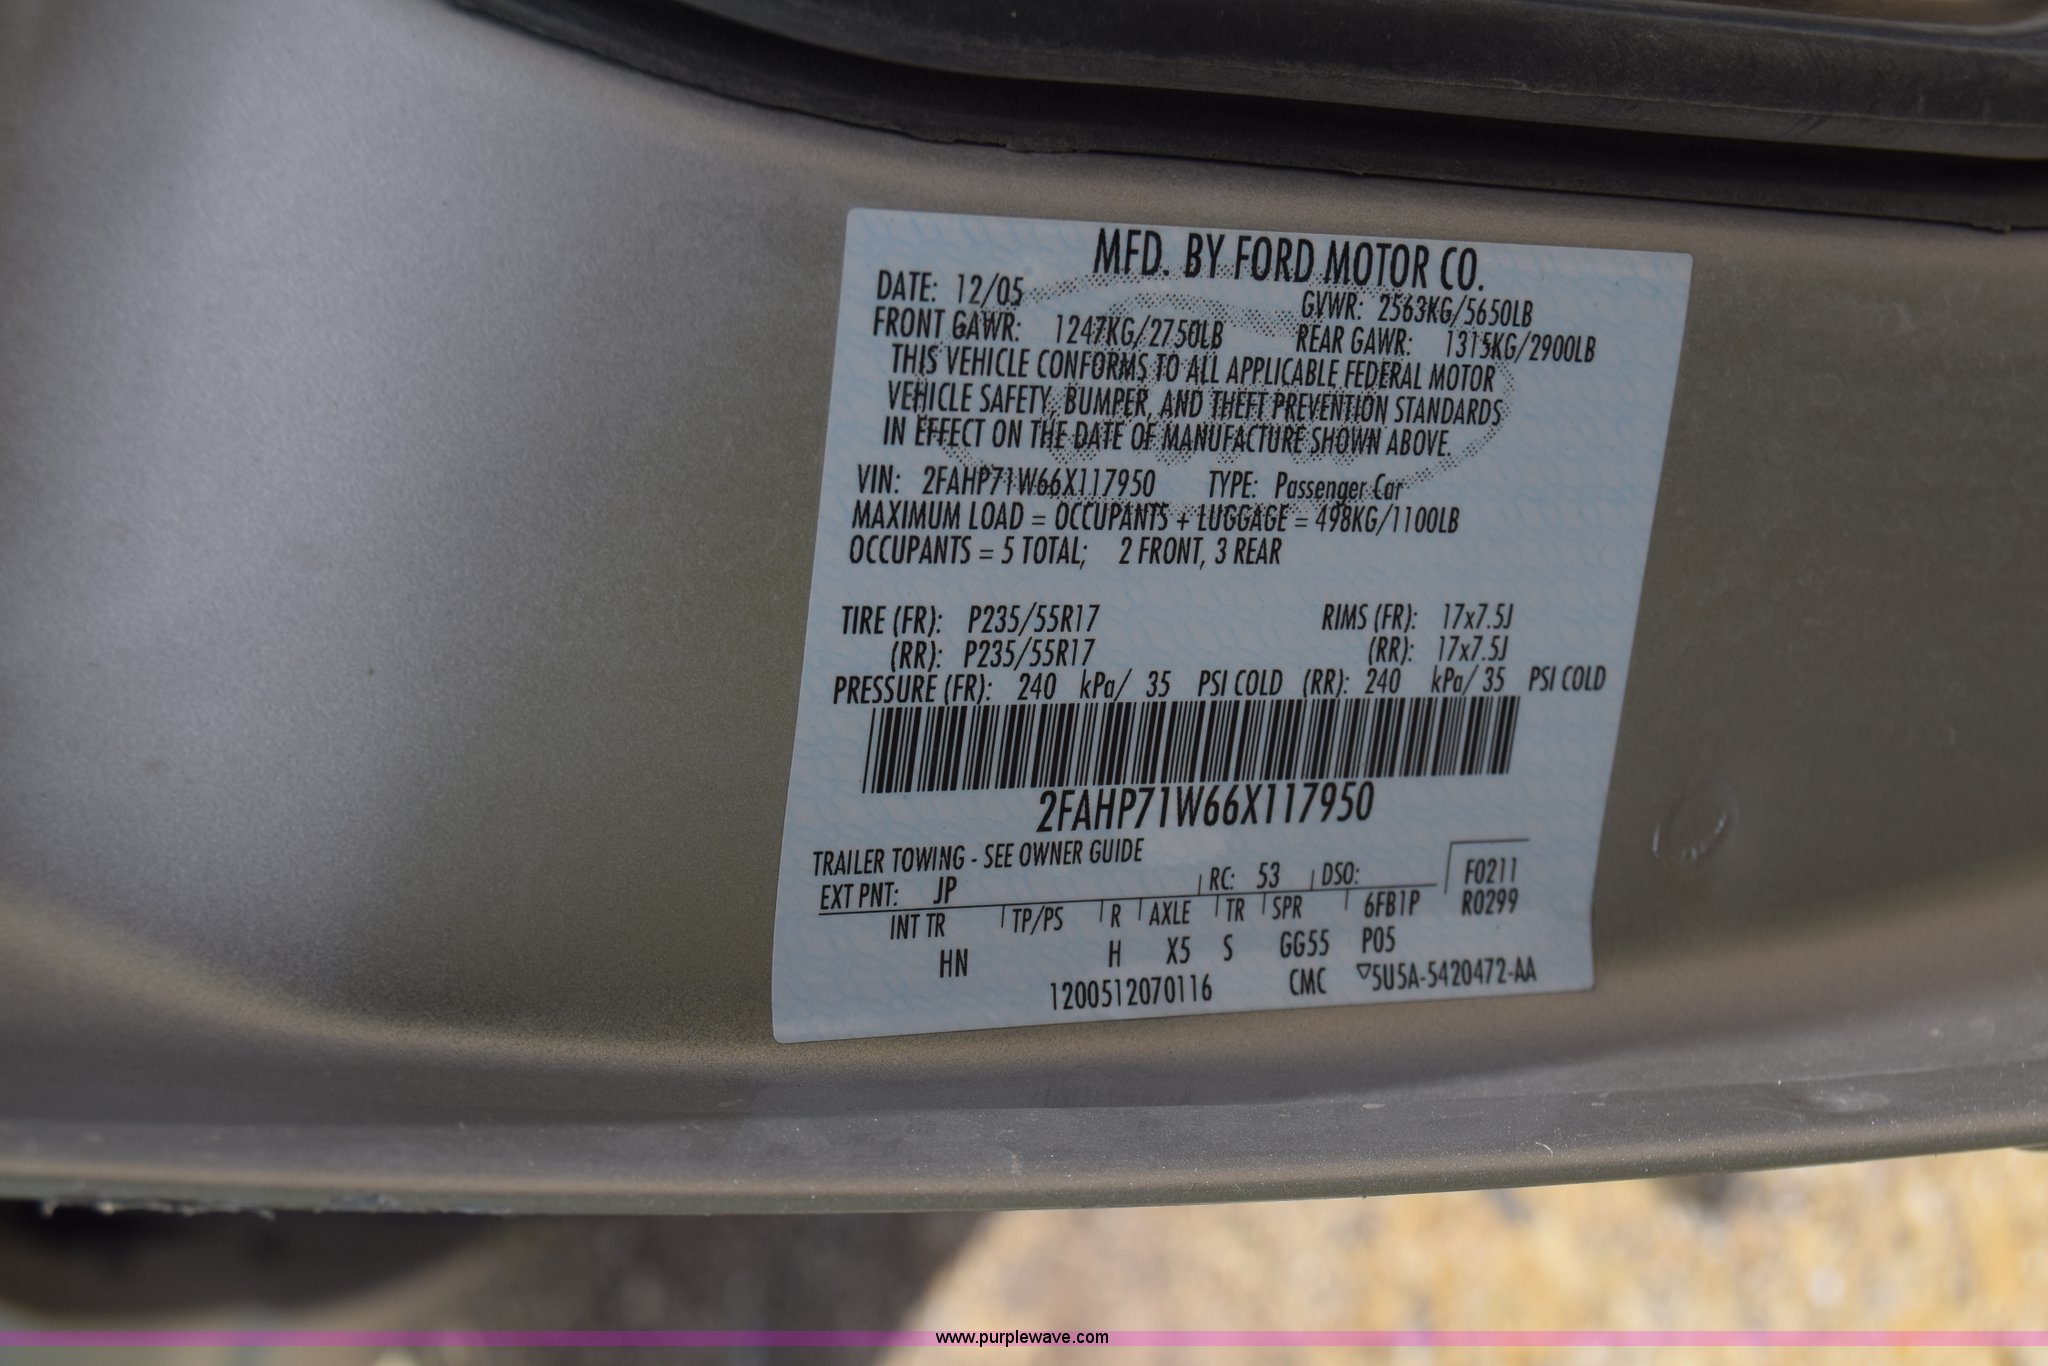 MFD. BY FORD MOTOR CO.
DATE: 12/05 GVWR: 2563KG/5650LB
FRONT GAWR: 1247KG/2750LB REAR GAWR: 1315KG/2900LB
THIS VEHICLE CONFORMS TO ALL APPLICABLE FEDERAL MOTOR
VEHICLE SAFETY, BUMPER, AND THEFT PREVENTION STANDARDS
IN EFFECT ON THE DATE OF MANUFACTURE SHOWN ABOVE.
VIN: 2FAHP71W66X117950 TYPE: Passenger Car
MAXIMUM LOAD = OCCUPANTS + LUGGAGE = 498KG/1100LB
OCCUPANTS = 5 TOTAL; 2 FRONT, 3 REAR
TIRE (FR): P235/55R17 RIMS (FR): 17x7.5J
(RR): P235/55R17 (RR): 17x7.5J
PRESSURE (FR): 240 kPa/ 35 PSI COLD (RR): 240 kPa/ 35 PSI COLD
2FAHP71W66X117950
TRAILER TOWING - SEE OWNER GUIDE
EXT PNT: JP RC: 53 DSO: F0211
INT TR TP/PS R AXLE TR SPR 6FB1P R0299
HN H X5 S GG55 P05
1200512070116 CMC ▽5U5A-5420472-AA
www.purplewave.com